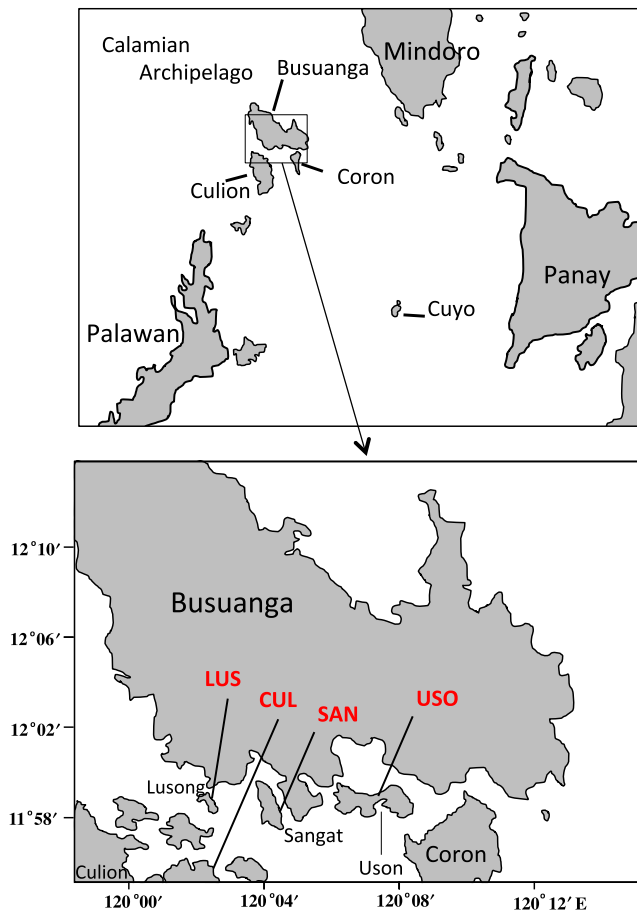 Calamian
Archipelago
Busuanga
Mindoro
Culion
Coron
Panay
Cuyo
Palawan
12°10′
Busuanga
12°06′
LUS
CUL
SAN
USO
12°02′
Lusong
11°58′
Sangat
Uson
Coron
Culion
120°00′ 120°04′ 120°08′ 120°12′ E